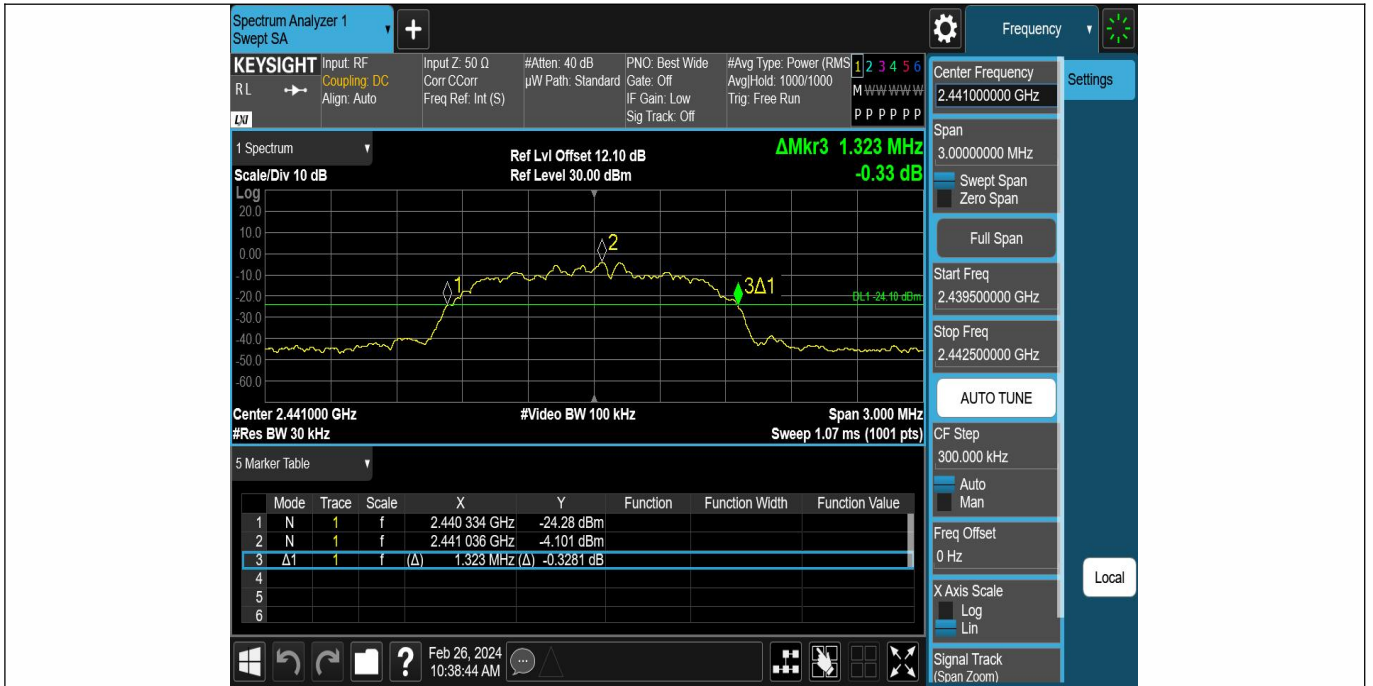 Spectrum Analyzer 1
Swept SA
+
Frequency
KEYSIGHT
RL
LXI
Input: RF
Coupling: DC
Align: Auto
Input Z: 50 Ω
Corr CCorr
Freq Ref: Int (S)
#Atten: 40 dB
µW Path: Standard
PNO: Best Wide
Gate: Off
IF Gain: Low
Sig Track: Off
#Avg Type: Power (RMS
Avg|Hold: 1000/1000
Trig: Free Run
1 2 3 4 5 6
M W W W W W
P P P P P P
1 Spectrum
Scale/Div 10 dB
Ref Lvl Offset 12.10 dB
Ref Level 30.00 dBm
ΔMkr3 1.323 MHz
-0.33 dB
Log
20.0
10.0
0.00
-10.0
-20.0
-30.0
-40.0
-50.0
-60.0
1
2
3Δ1
DL1 -24.10 dBm
Center 2.441000 GHz
#Video BW 100 kHz
Span 3.000 MHz
#Res BW 30 kHz
Sweep 1.07 ms (1001 pts)
5 Marker Table
Mode Trace Scale X Y Function Function Width Function Value
1 N 1 f 2.440 334 GHz -24.28 dBm
2 N 1 f 2.441 036 GHz -4.101 dBm
3 Δ1 1 f (Δ) 1.323 MHz (Δ) -0.3281 dB
4
5
6
?
Feb 26, 2024
10:38:44 AM
Center Frequency
2.441000000 GHz
Settings
Span
3.00000000 MHz
Swept Span
Zero Span
Full Span
Start Freq
2.439500000 GHz
Stop Freq
2.442500000 GHz
AUTO TUNE
CF Step
300.000 kHz
Auto
Man
Freq Offset
0 Hz
X Axis Scale
Log
Lin
Local
Signal Track
(Span Zoom)